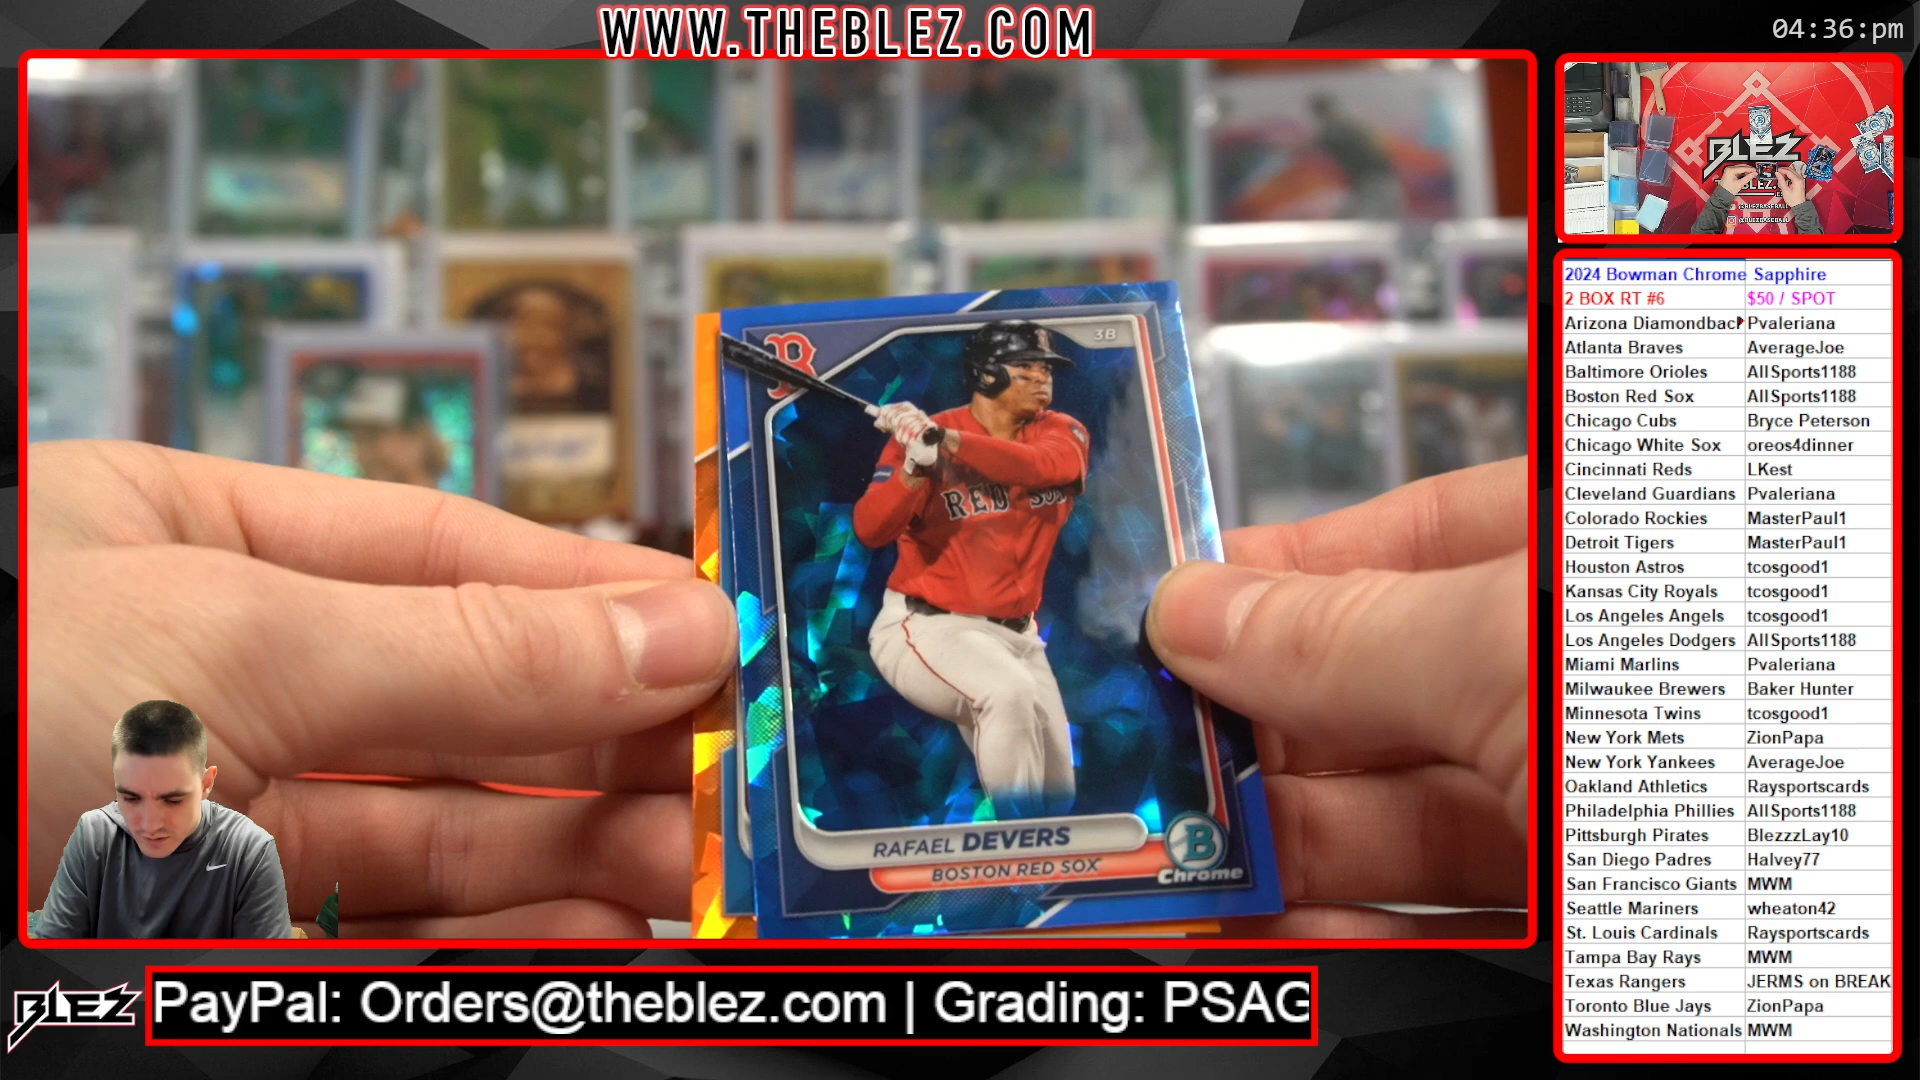 WWW.THEBLEZ.COM
04:36:pm
3B
RED SOX
RAFAEL DEVERS
BOSTON RED SOX
B
Chrome
BLEZ
2024 Bowman Chrome Sapphire
2 BOX RT #6 $50 / SPOT
Arizona Diamondback Pvaleriana
Atlanta Braves AverageJoe
Baltimore Orioles AllSports1188
Boston Red Sox AllSports1188
Chicago Cubs Bryce Peterson
Chicago White Sox oreos4dinner
Cincinnati Reds LKest
Cleveland Guardians Pvaleriana
Colorado Rockies MasterPaul1
Detroit Tigers MasterPaul1
Houston Astros tcosgood1
Kansas City Royals tcosgood1
Los Angeles Angels tcosgood1
Los Angeles Dodgers AllSports1188
Miami Marlins Pvaleriana
Milwaukee Brewers Baker Hunter
Minnesota Twins tcosgood1
New York Mets ZionPapa
New York Yankees AverageJoe
Oakland Athletics Raysportscards
Philadelphia Phillies AllSports1188
Pittsburgh Pirates BlezzzLay10
San Diego Padres Halvey77
San Francisco Giants MWM
Seattle Mariners wheaton42
St. Louis Cardinals Raysportscards
Tampa Bay Rays MWM
Texas Rangers JERMS on BREAK
Toronto Blue Jays ZionPapa
Washington Nationals MWM
BLEZ
PayPal: Orders@theblez.com | Grading: PSAG